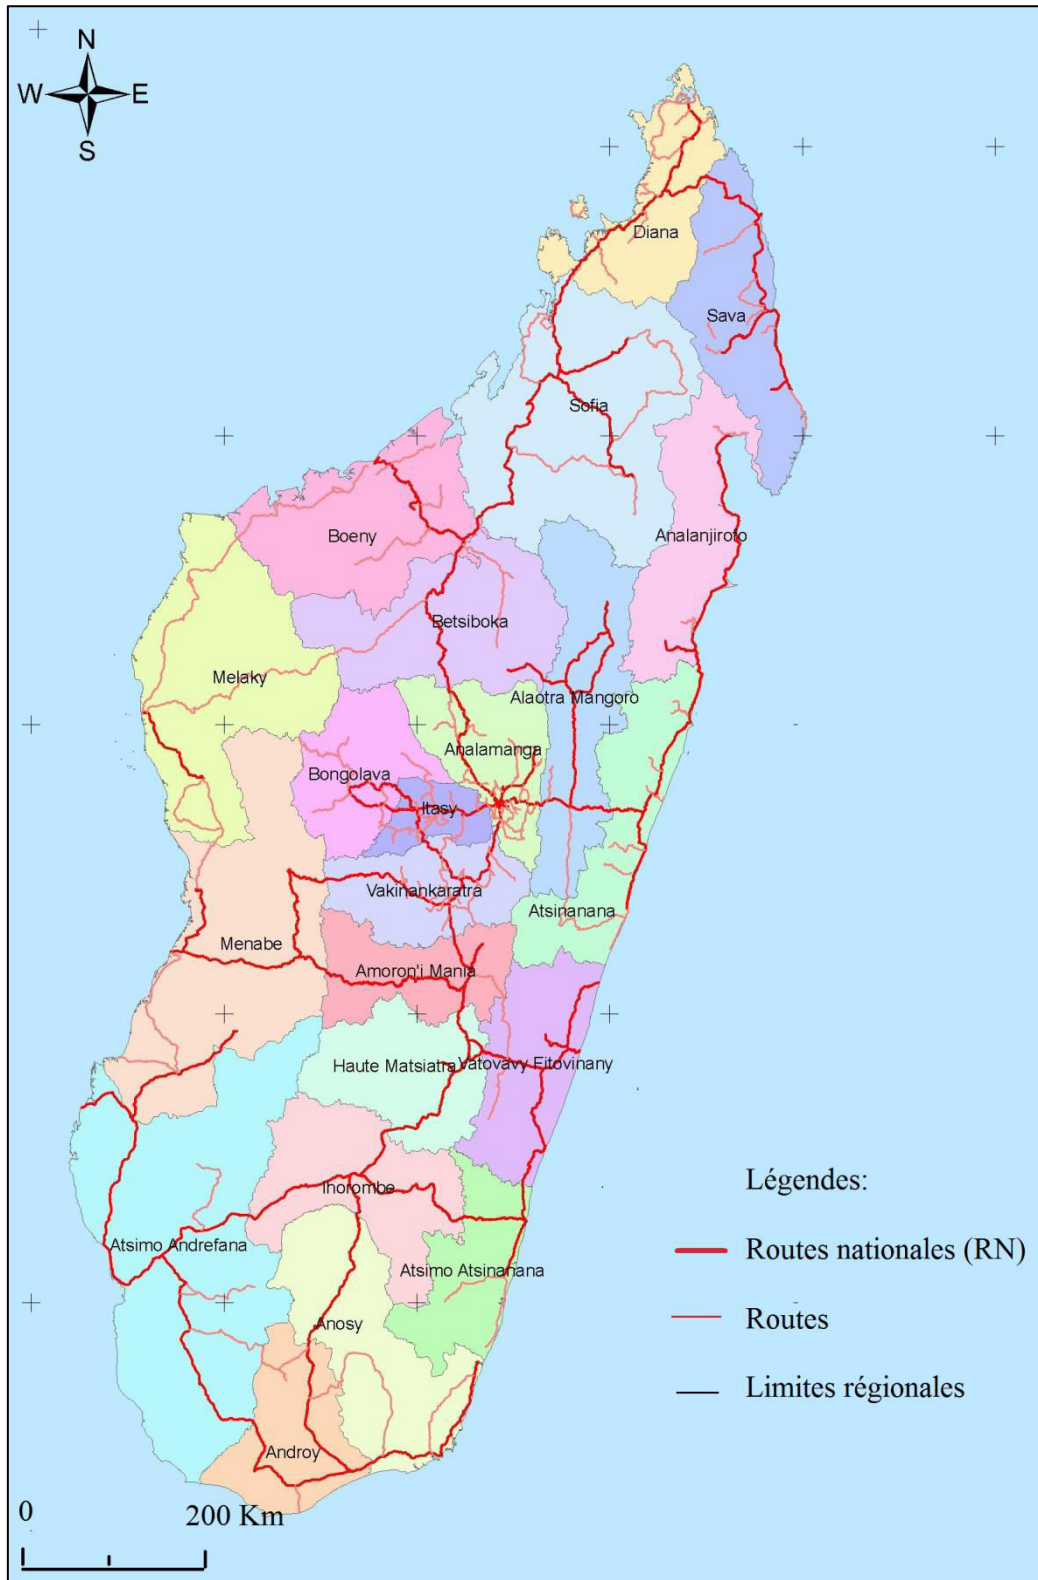 N
W E
S
Diana
Sava
Sofia
Analanjirofo
Boeny
Betsiboka
Melaky
Alaotra Mangoro
Analamanga
Bongolava
Itasy
Vakinankaratra
Atsinanana
Menabe
Amoron'i Mania
Haute Matsiatra
Vatovavy Fitovinany
Ihorombe
Atsimo Andrefana
Atsimo Atsinanana
Anosy
Androy
Légendes:
Routes nationales (RN)
Routes
Limites régionales
0 200 Km